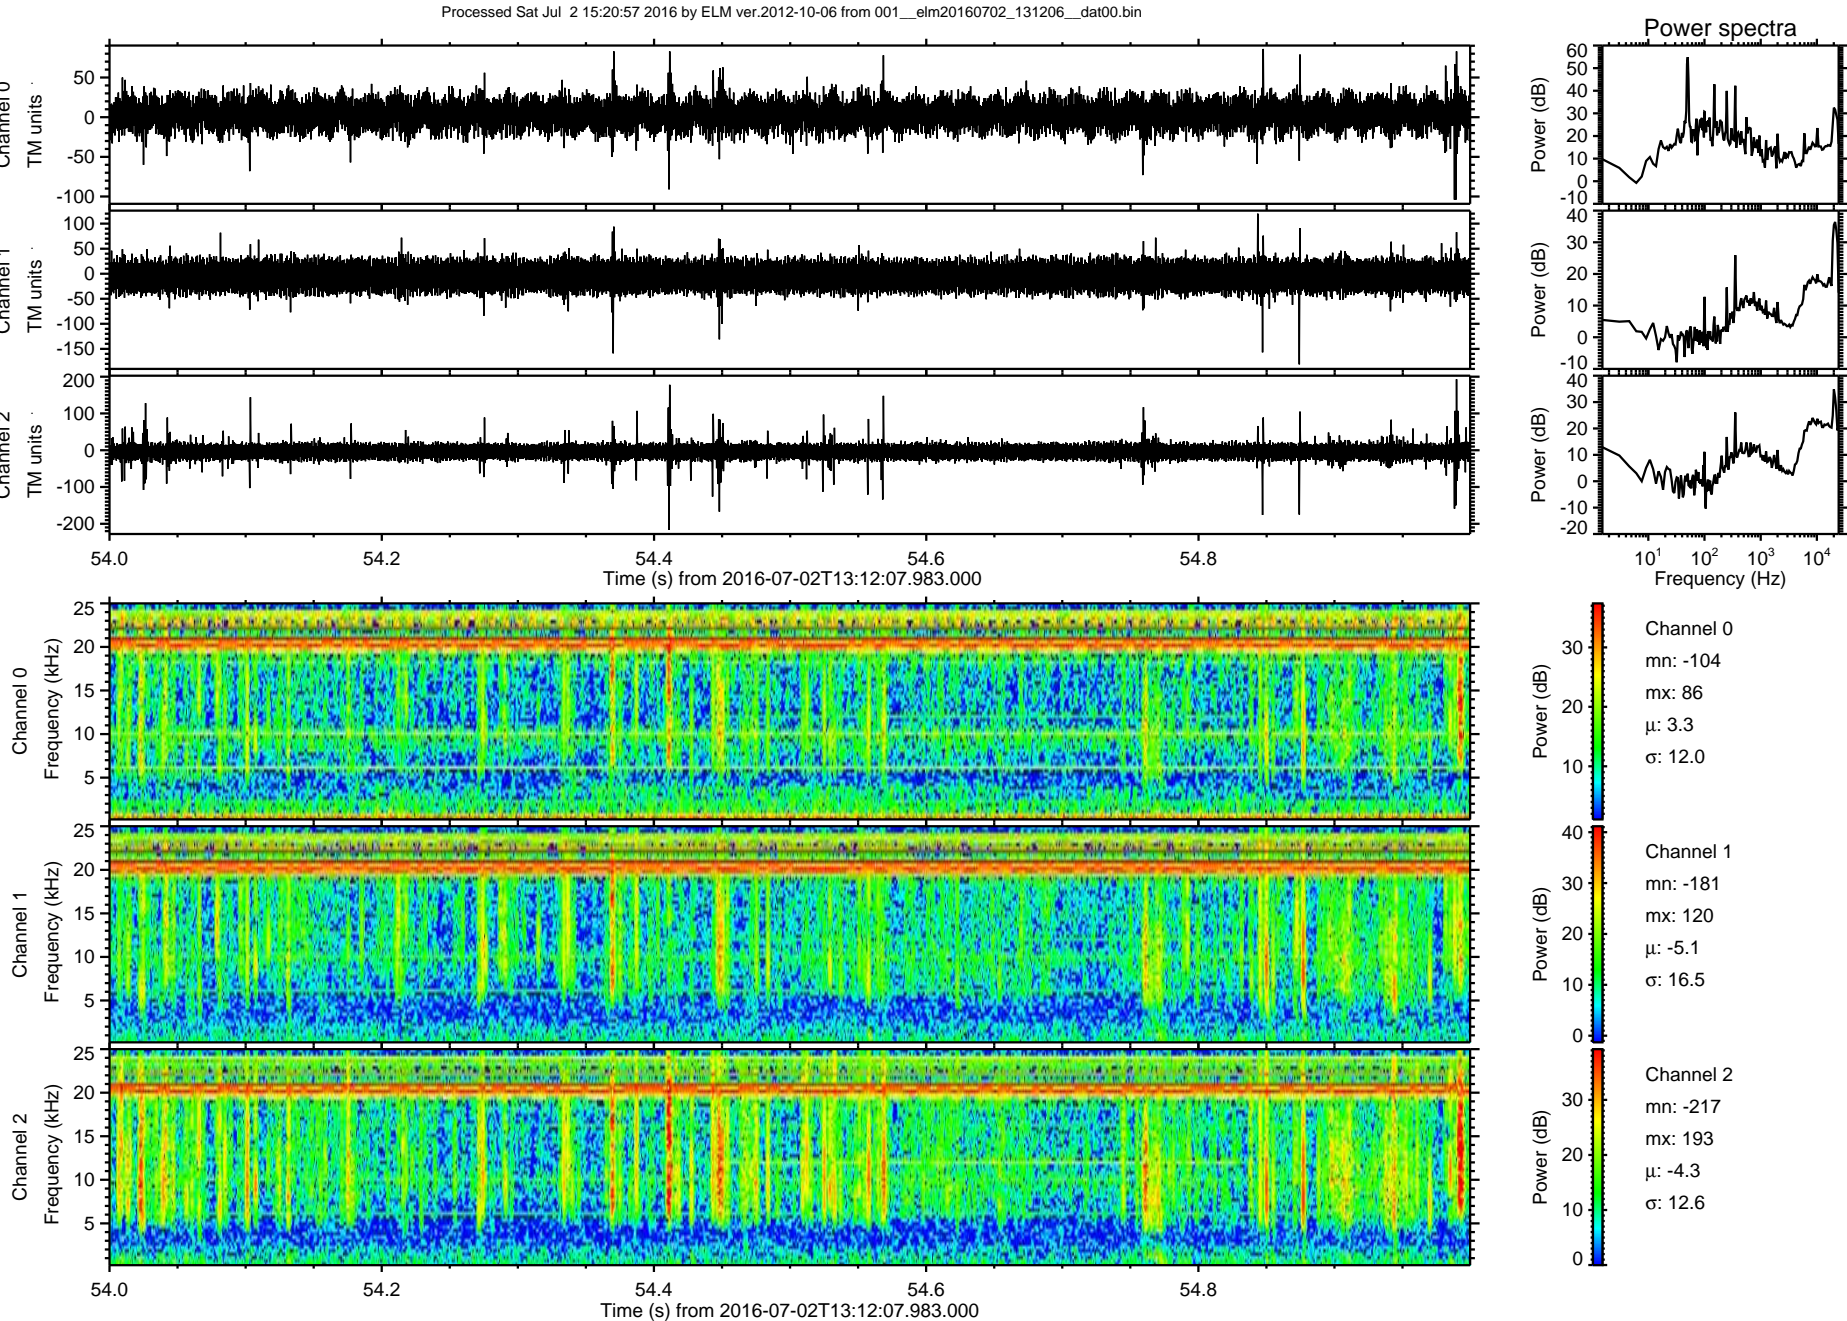 Processed Sat Jul 2 15:20:57 2016 by ELM ver.2012-10-06 from 001__elm20160702_131206__dat00.bin
Power spectra
Channel 0
TM units
50
0
-50
-100
Power (dB)
60
50
40
30
20
10
0
-10
Channel 1
TM units
100
50
0
-50
-100
-150
Power (dB)
40
30
20
10
0
-10
Channel 2
TM units
200
100
0
-100
-200
Power (dB)
40
30
20
10
0
-10
-20
54.0 54.2 54.4 54.6 54.8
Time (s) from 2016-07-02T13:12:07.983.000
10¹ 10² 10³ 10⁴
Frequency (Hz)
Channel 0
Frequency (kHz)
25
20
15
10
5
Power (dB)
30
20
10
Channel 0
mn: -104
mx: 86
μ: 3.3
σ: 12.0
Channel 1
Frequency (kHz)
25
20
15
10
5
Power (dB)
40
30
20
10
0
Channel 1
mn: -181
mx: 120
μ: -5.1
σ: 16.5
Channel 2
Frequency (kHz)
25
20
15
10
5
Power (dB)
30
20
10
0
Channel 2
mn: -217
mx: 193
μ: -4.3
σ: 12.6
54.0 54.2 54.4 54.6 54.8
Time (s) from 2016-07-02T13:12:07.983.000